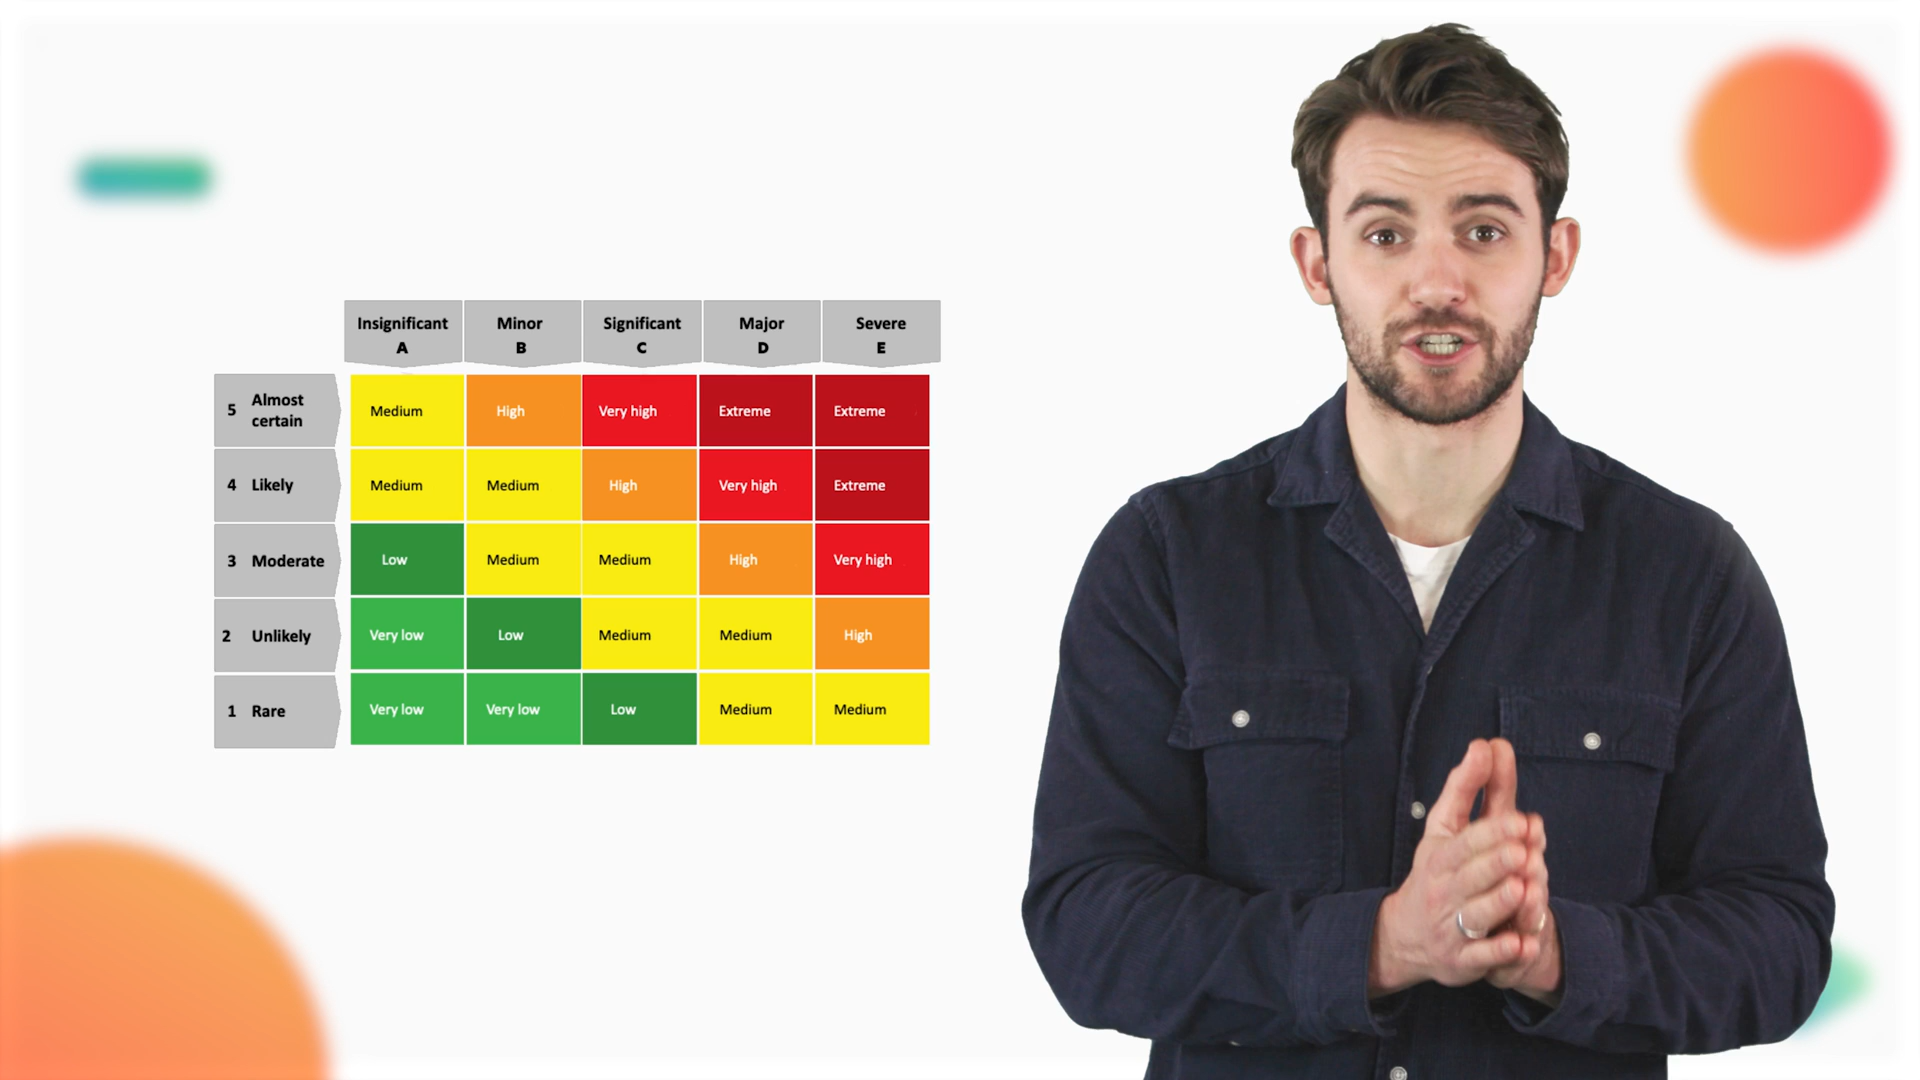 Insignificant Minor Significant Major Severe
A B C D E
5 Almost certain Medium High Very high Extreme Extreme
4 Likely Medium Medium High Very high Extreme
3 Moderate Low Medium Medium High Very high
2 Unlikely Very low Low Medium Medium High
1 Rare Very low Very low Low Medium Medium